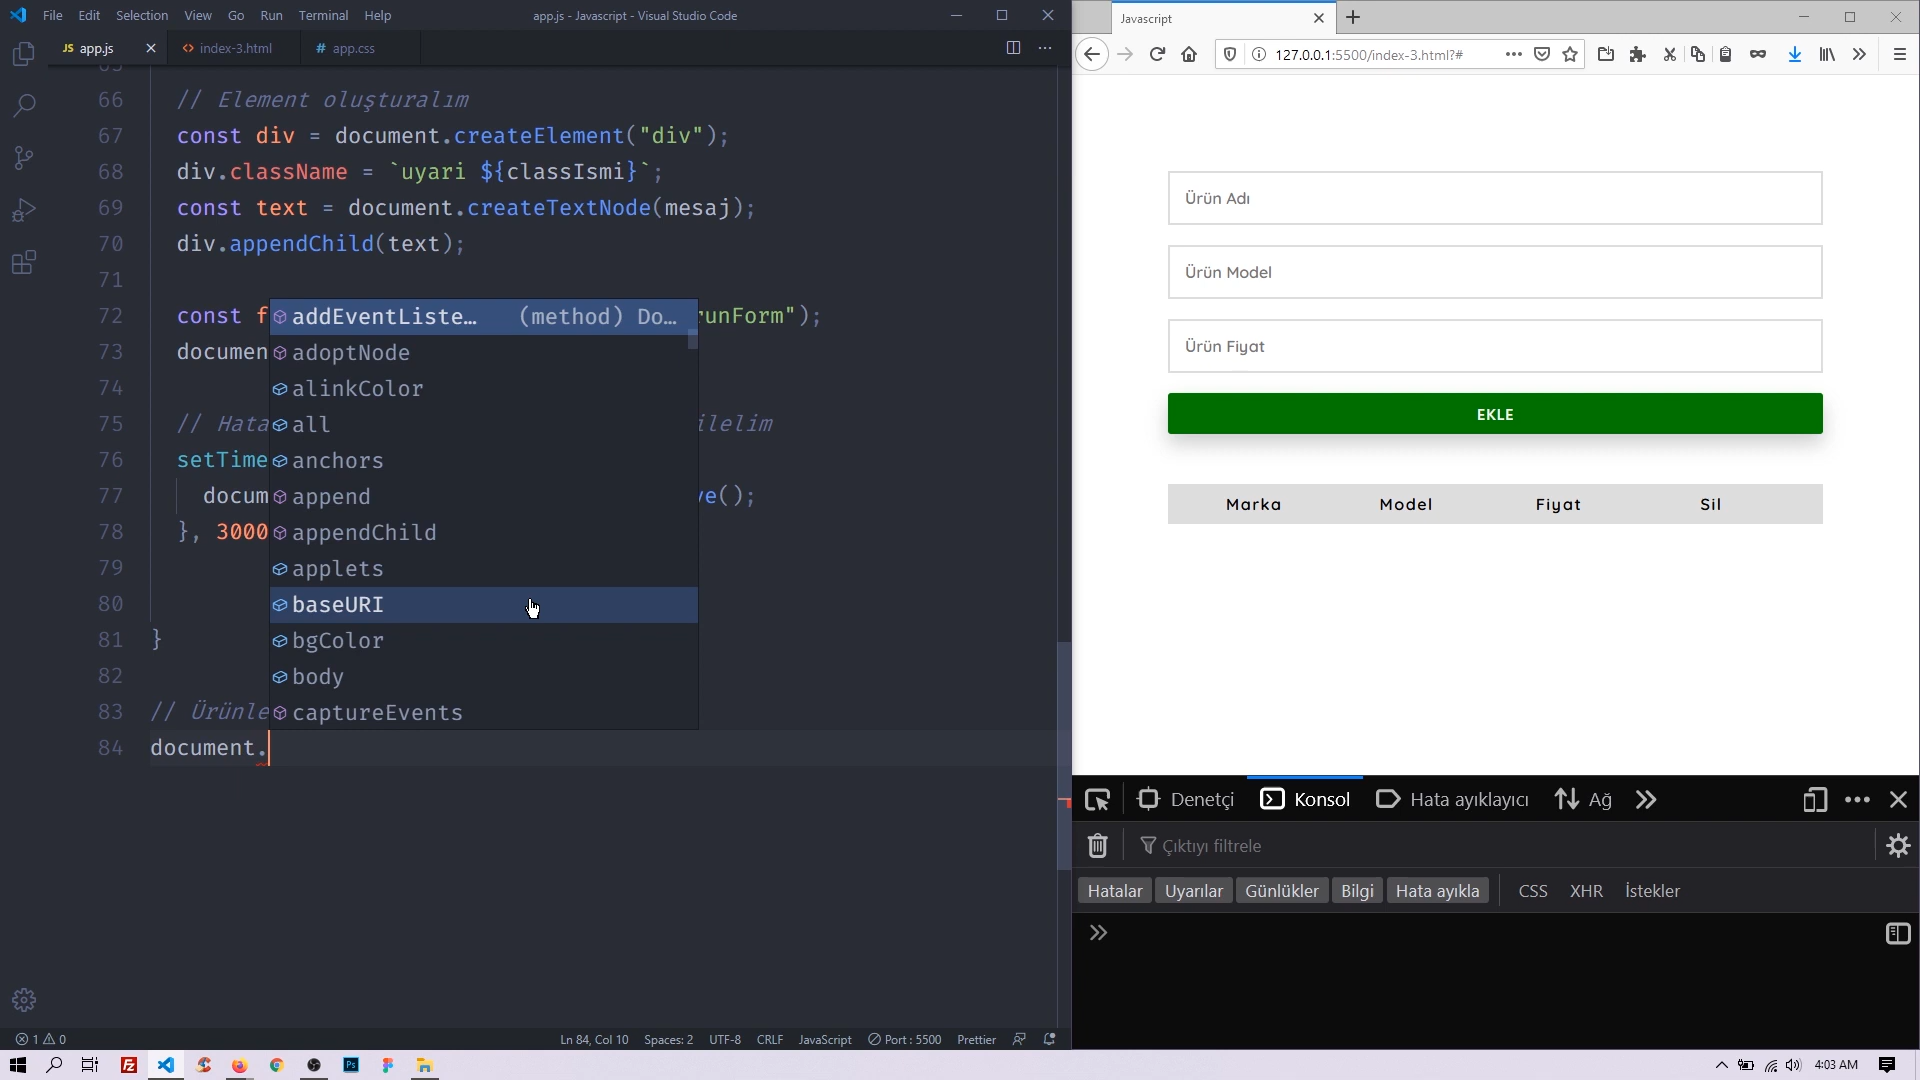 File Edit Selection View Go Run Terminal Help
app.js - Javascript - Visual Studio Code
JS app.js
<> index-3.html
# app.css
66 // Element oluşturalım
67 const div = document.createElement("div");
68 div.className = `uyari ${classIsmi}`;
69 const text = document.createTextNode(mesaj);
70 div.appendChild(text);
71
72 const f runForm");
73 documen
74
75 // Hata ilelim
76 setTime
77 docum ve();
78 }, 3000
79
80
81 }
82
83 // Ürünle
84 document.
addEventListe… (method) Do…
adoptNode
alinkColor
all
anchors
append
appendChild
applets
baseURI
bgColor
body
captureEvents
1 0
Ln 84, Col 10 Spaces: 2 UTF-8 CRLF JavaScript Port : 5500 Prettier
Javascript
127.0.0.1:5500/index-3.html?#
Ürün Adı
Ürün Model
Ürün Fiyat
EKLE
Marka Model Fiyat Sil
Denetçi Konsol Hata ayıklayıcı Ağ
Çıktıyı filtrele
Hatalar Uyarılar Günlükler Bilgi Hata ayıkla CSS XHR İstekler
Fz Ps
4:03 AM